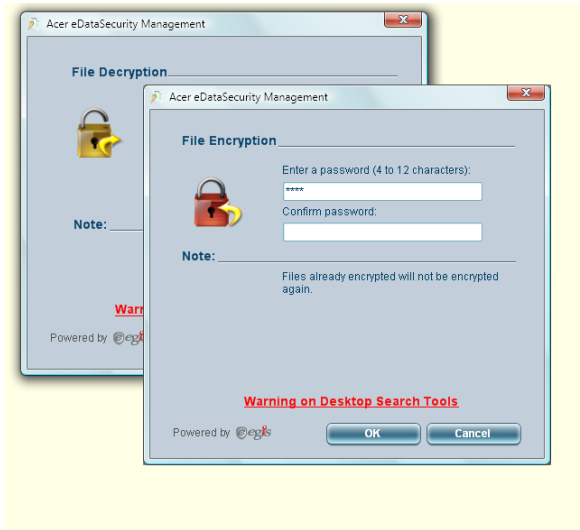 Acer eDataSecurity Management
File Decryption
Note:
Powered by egis
Acer eDataSecurity Management
File Encryption
Enter a password (4 to 12 characters):
****
Confirm password:
Note:
Files already encrypted will not be encrypted
again.
Warning on Desktop Search Tools
Powered by egis
OK
Cancel